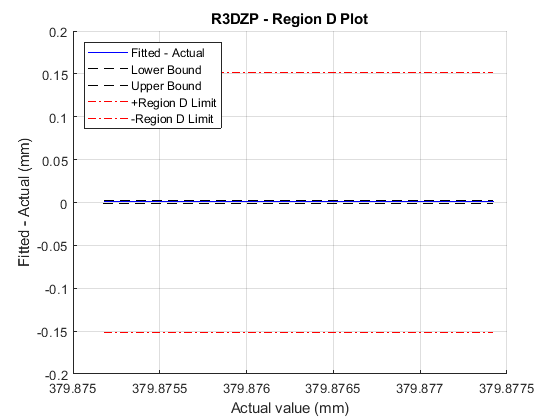 R3DZP - Region D Plot
Fitted - Actual
Lower Bound
Upper Bound
+Region D Limit
-Region D Limit
0.2
0.15
0.1
0.05
0
-0.05
-0.1
-0.15
-0.2
Fitted - Actual (mm)
379.875 379.8755 379.876 379.8765 379.877 379.8775
Actual value (mm)